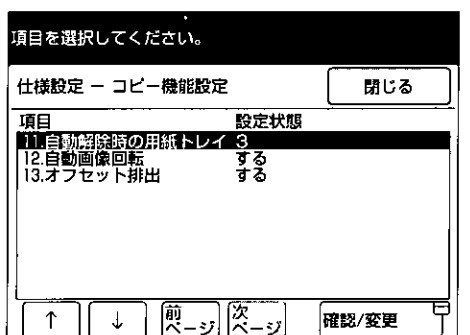 項目を選択してください。
仕様設定 － コピー機能設定 閉じる
項目 設定状態
11.自動解除時の用紙トレイ 3
12.自動画像回転 する
13.オフセット排出 する
↑ ↓ 前ページ 次ページ 確認/変更